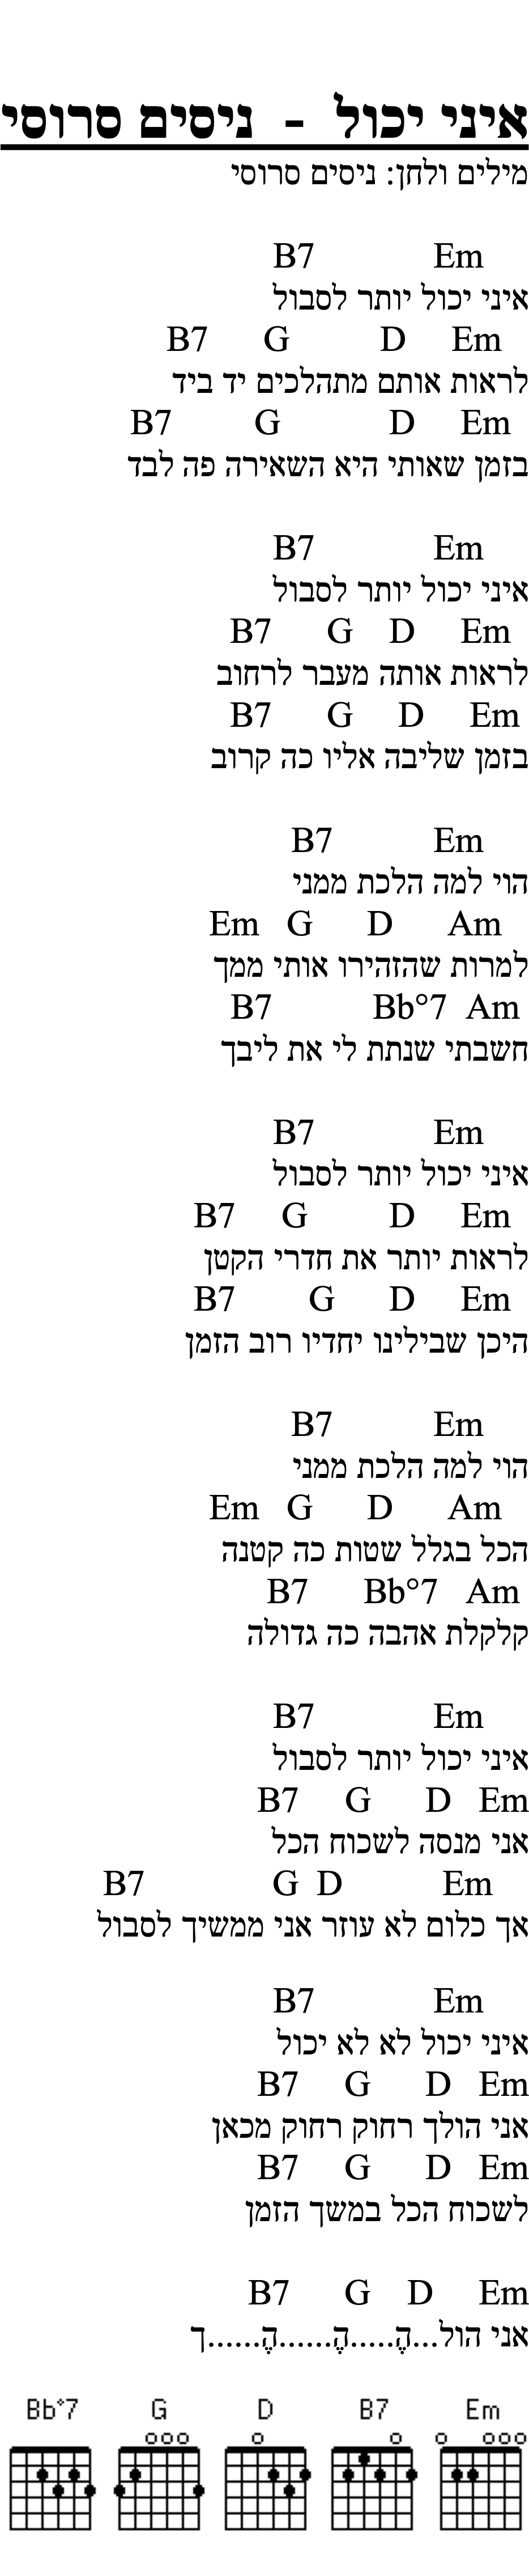 איני יכול - ניסים סרוסי
מילים ולחן: ניסים סרוסי
B7 Em
איני יכול יותר לסבול
B7 G D Em
לראות אותם מתהלכים יד ביד
B7 G D Em
בזמן שאותי היא השאירה פה לבד
B7 Em
איני יכול יותר לסבול
B7 G D Em
לראות אותה מעבר לרחוב
B7 G D Em
בזמן שליבה אליו כה קרוב
B7 Em
הוי למה הלכת ממני
Em G D Am
למרות שהזהירו אותי ממך
B7 Bb°7 Am
חשבתי שנתת לי את ליבך
B7 Em
איני יכול יותר לסבול
B7 G D Em
לראות יותר את חדרי הקטן
B7 G D Em
היכן שבילינו יחדיו רוב הזמן
B7 Em
הוי למה הלכת ממני
Em G D Am
הכל בגלל שטות כה קטנה
B7 Bb°7 Am
קלקלת אהבה כה גדולה
B7 Em
איני יכול יותר לסבול
B7 G D Em
אני מנסה לשכוח הכל
B7 G D Em
אך כלום לא עוזר אני ממשיך לסבול
B7 Em
איני יכול לא לא יכול
B7 G D Em
אני הולך רחוק רחוק מכאן
B7 G D Em
לשכוח הכל במשך הזמן
B7 G D Em
אני הול...הֶ.....הֶ......הֶ......ך
Bb°7 G D B7 Em